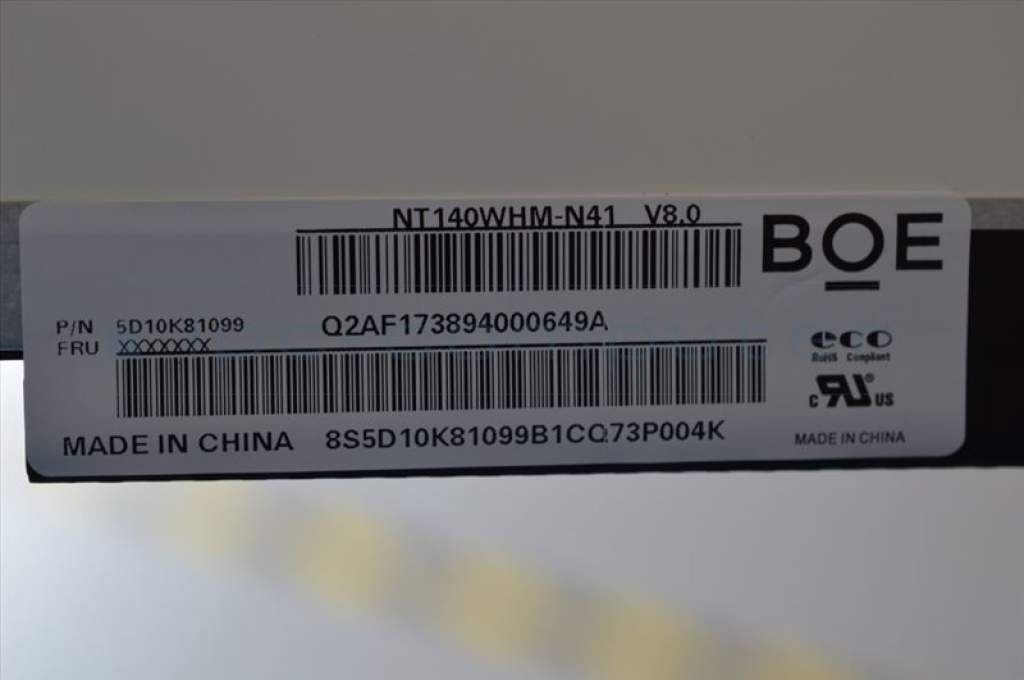 NT140WHM-N41 V8.0
BOE
P/N 5D10K81099
Q2AF173894000649A
FRU XXXXXXX
eco
RoHS Compliant
c RU US
MADE IN CHINA
8S5D10K81099B1CQ73P004K
MADE IN CHINA